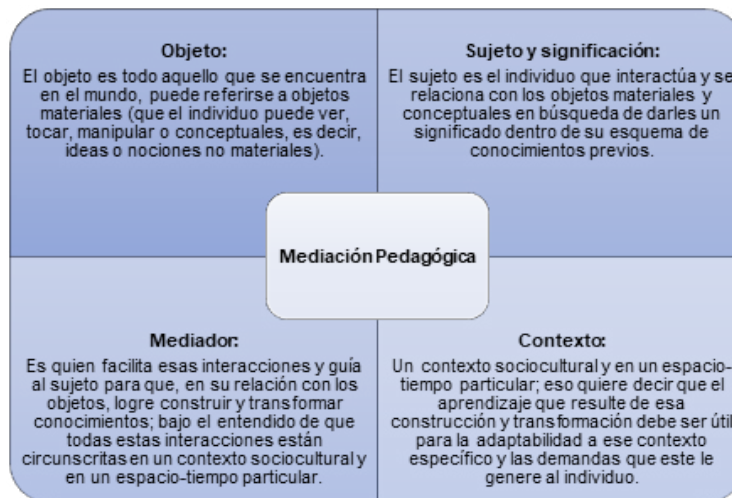 Objeto:
El objeto es todo aquello que se encuentra
en el mundo, puede referirse a objetos
materiales (que el individuo puede ver,
tocar, manipular o conceptuales, es decir,
ideas o nociones no materiales).
Sujeto y significación:
El sujeto es el individuo que interactúa y se
relaciona con los objetos materiales y
conceptuales en búsqueda de darles un
significado dentro de su esquema de
conocimientos previos.
Mediación Pedagógica
Mediador:
Es quien facilita esas interacciones y guía
al sujeto para que, en su relación con los
objetos, logre construir y transformar
conocimientos; bajo el entendido de que
todas estas interacciones están
circunscritas en un contexto sociocultural y
en un espacio-tiempo particular.
Contexto:
Un contexto sociocultural y en un espacio-
tiempo particular; eso quiere decir que el
aprendizaje que resulte de esa
construcción y transformación debe ser útil
para la adaptabilidad a ese contexto
específico y las demandas que este le
genere al individuo.